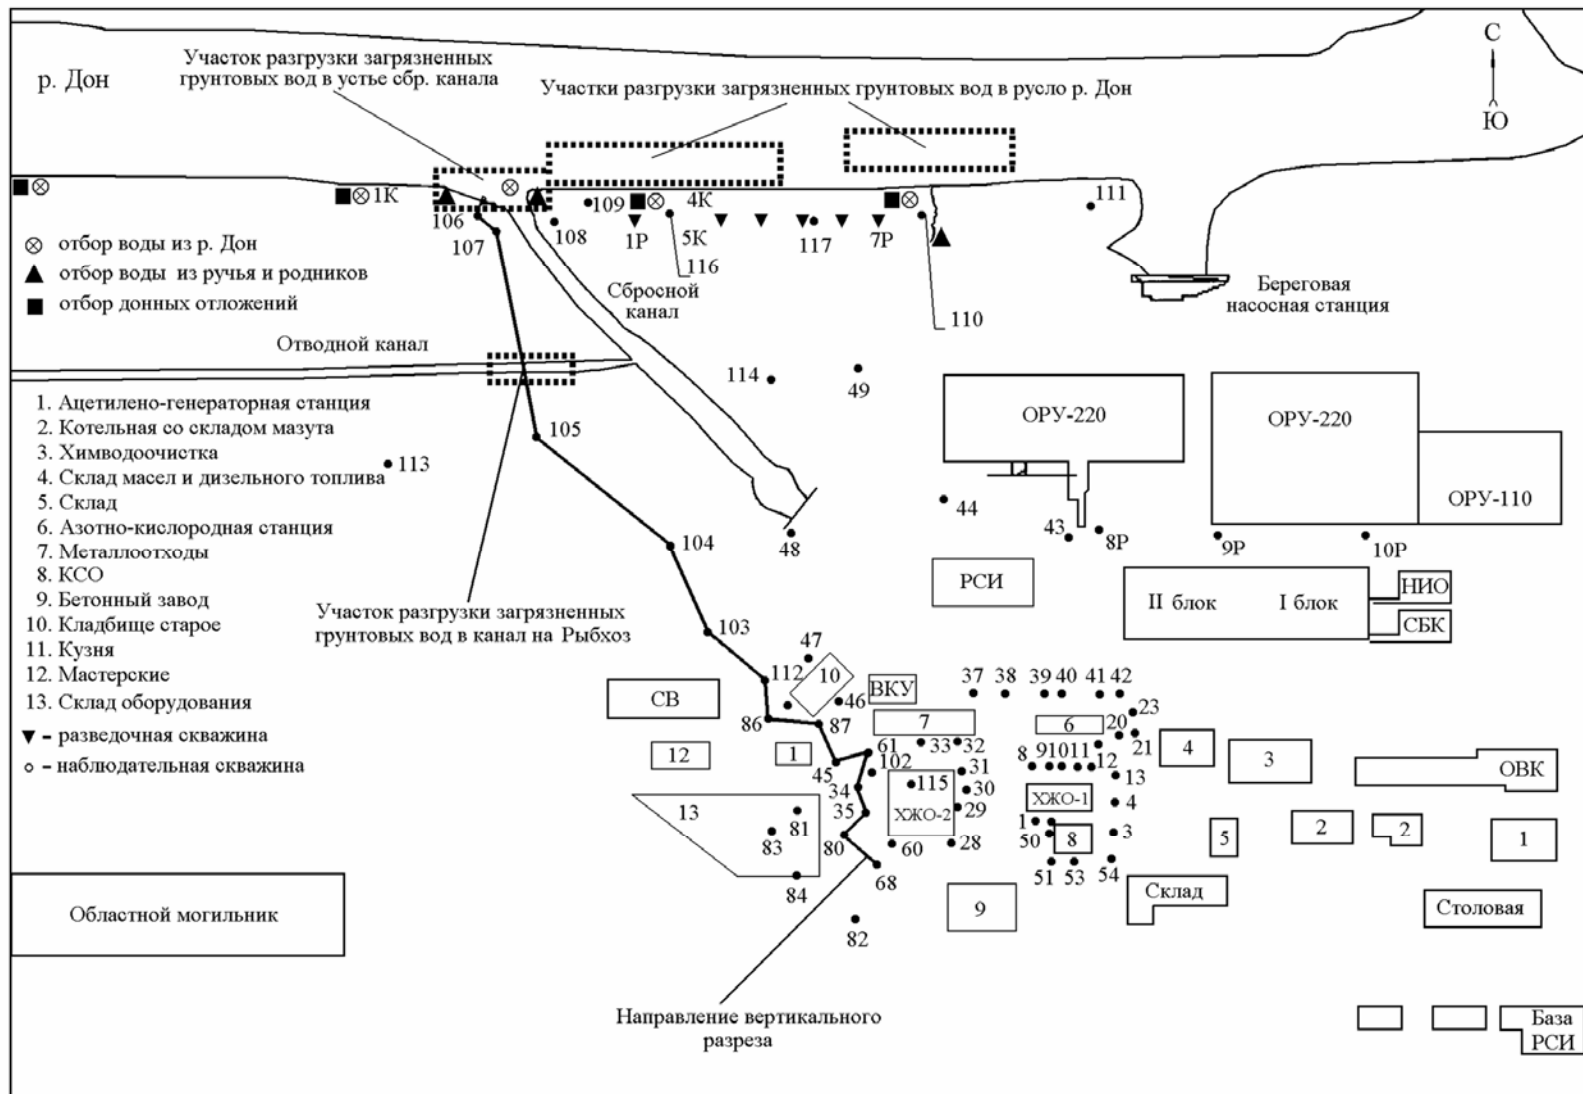 р. Дон
Участок разгрузки загрязненных
грунтовых вод в устье сбр. канала
Участки разгрузки загрязненных грунтовых вод в русло р. Дон
С
Ю
1К
106
107
108
109
4К
1Р
5К
116
117
7Р
110
111
отбор воды из р. Дон
отбор воды из ручья и родников
отбор донных отложений
Сбросной
канал
Береговая
насосная станция
Отводной канал
114
49
ОРУ-220
ОРУ-220
ОРУ-110
1. Ацетилено-генераторная станция
2. Котельная со складом мазута
3. Химводоочистка
4. Склад масел и дизельного топлива
5. Склад
6. Азотно-кислородная станция
7. Металлоотходы
8. КСО
9. Бетонный завод
10. Кладбище старое
11. Кузня
12. Мастерские
13. Склад оборудования
– разведочная скважина
– наблюдательная скважина
105
113
104
48
44
43
8Р
9Р
10Р
РСИ
II блок
I блок
НИО
СБК
Участок разгрузки загрязненных
грунтовых вод в канал на Рыбхоз
103
47
112
10
46
ВКУ
37
38
39
40
41
42
СВ
86
87
7
6
23
20
21
4
3
ОВК
12
1
45
61
33
32
102
31
8
9
10
11
12
13
34
115
30
29
ХЖО-2
ХЖО-1
4
35
13
81
83
80
60
28
1
50
8
3
5
2
2
1
84
68
51
53
54
Склад
Столовая
9
82
Областной могильник
Направление вертикального
разреза
База
РСИ